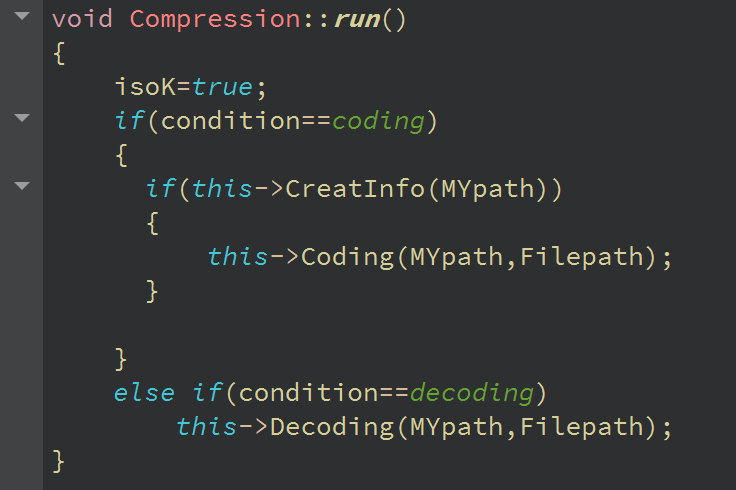 void Compression::run()
{
isoK=true;
if(condition==coding)
{
if(this->CreatInfo(MYpath))
{
this->Coding(MYpath,Filepath);
}
}
else if(condition==decoding)
this->Decoding(MYpath,Filepath);
}